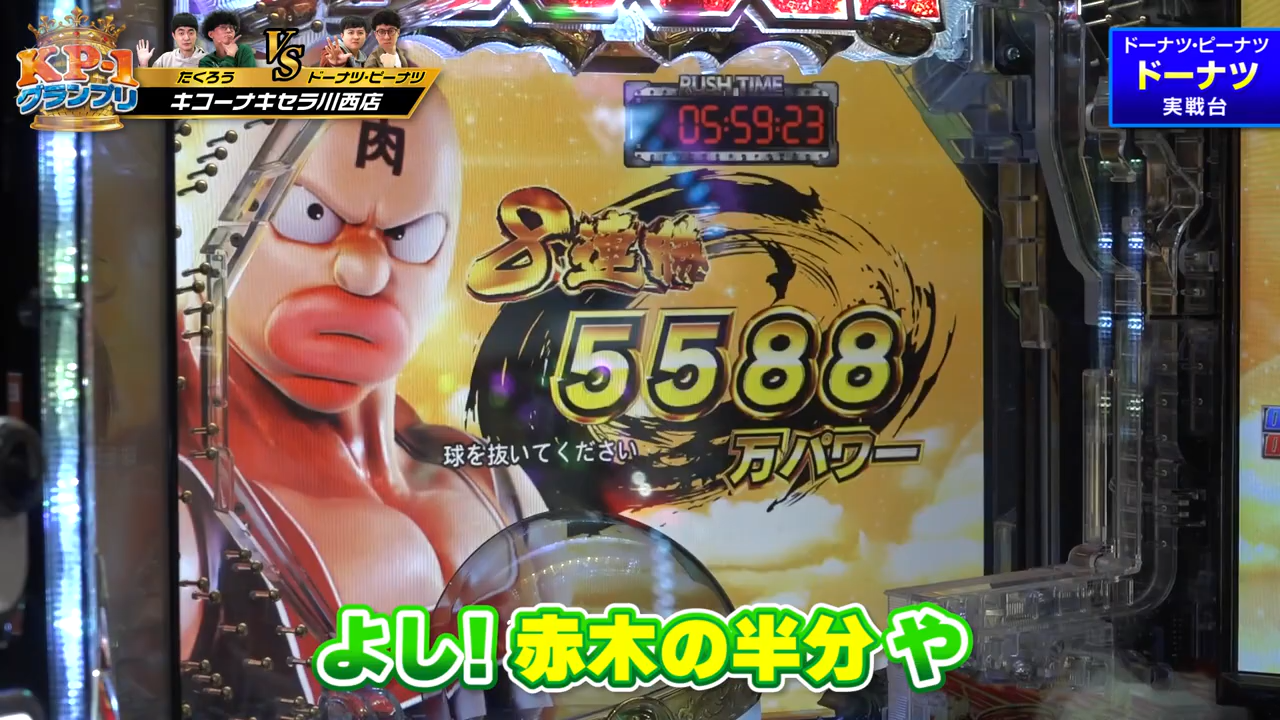 KP-1
グランプリ
たくろう
VS
ドーナツ・ピーナツ
キコーナキセラ川西店
ドーナツ・ピーナツ
ドーナツ
実戦台
RUSH TIME
05:59:23
肉
8連勝
5588
万パワー
球を抜いてください
よし!赤木の半分や